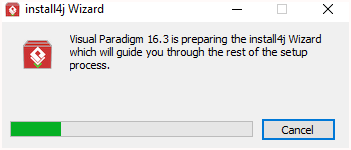 install4j Wizard
Visual Paradigm 16.3 is preparing the install4j Wizard
which will guide you through the rest of the setup
process.
Cancel